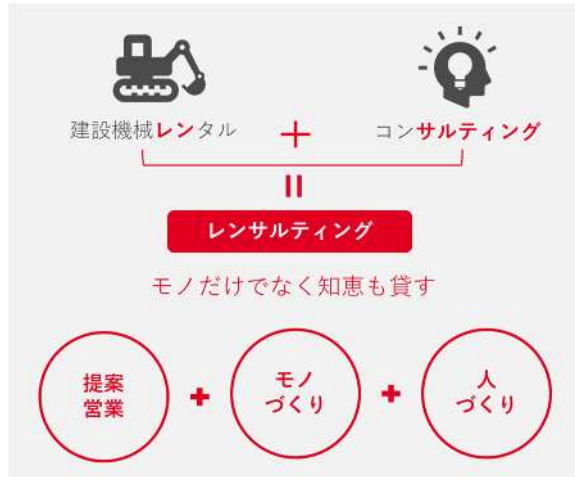 建設機械レンタル + コンサルティング
=
レンサルティング
モノだけでなく知恵も貸す
提案
営業
+
モノ
づくり
+
人
づくり